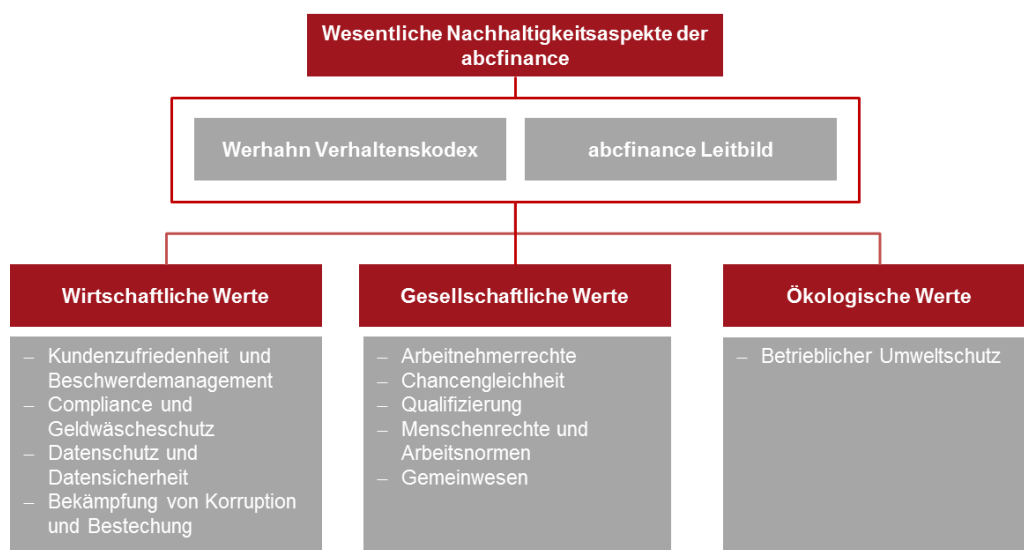 Wesentliche Nachhaltigkeitsaspekte der
abcfinance
Werhahn Verhaltenskodex
abcfinance Leitbild
Wirtschaftliche Werte
– Kundenzufriedenheit und
Beschwerdemanagement
– Compliance und
Geldwäscheschutz
– Datenschutz und
Datensicherheit
– Bekämpfung von Korruption
und Bestechung
Gesellschaftliche Werte
– Arbeitnehmerrechte
– Chancengleichheit
– Qualifizierung
– Menschenrechte und
Arbeitsnormen
– Gemeinwesen
Ökologische Werte
– Betrieblicher Umweltschutz